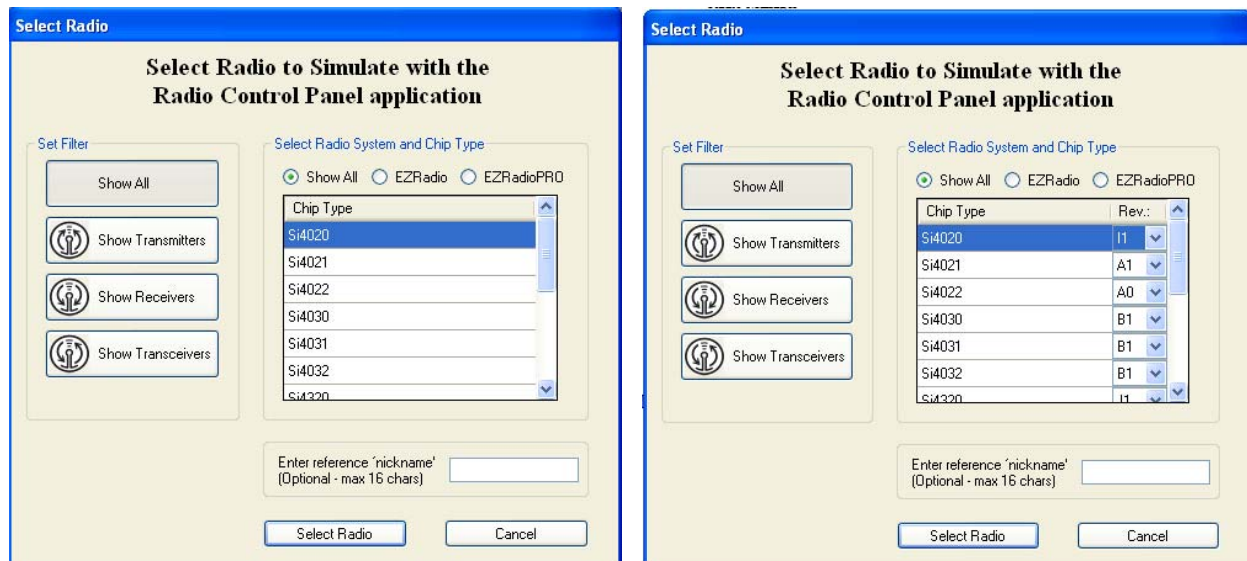 Select Radio
Select Radio to Simulate with the
Radio Control Panel application
Set Filter
Show All
Show Transmitters
Show Receivers
Show Transceivers
Select Radio System and Chip Type
Show All EZRadio EZRadioPRO
Chip Type
Si4020
Si4021
Si4022
Si4030
Si4031
Si4032
Si4320
Enter reference 'nickname'
(Optional - max 16 chars)
Select Radio Cancel
Select Radio
Select Radio to Simulate with the
Radio Control Panel application
Set Filter
Show All
Show Transmitters
Show Receivers
Show Transceivers
Select Radio System and Chip Type
Show All EZRadio EZRadioPRO
Chip Type Rev.:
Si4020 I1
Si4021 A1
Si4022 A0
Si4030 B1
Si4031 B1
Si4032 B1
Si4320
Enter reference 'nickname'
(Optional - max 16 chars)
Select Radio Cancel